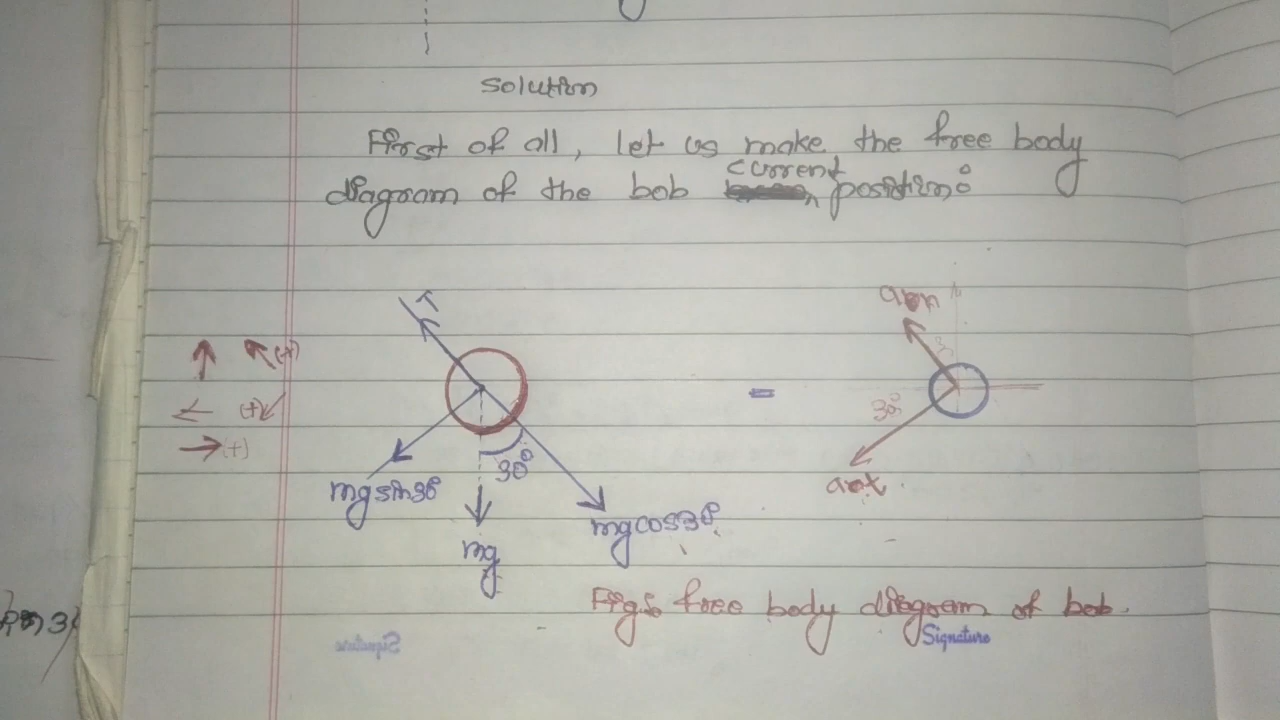 Solution
First of all, let us make the free body
diagram of the bob current position:
T
(+)
(+)
(+)
30°
mg sin30°
mg
mg cos30°
=
30°
Fig: free body diagram of bob.
Signature
Signature